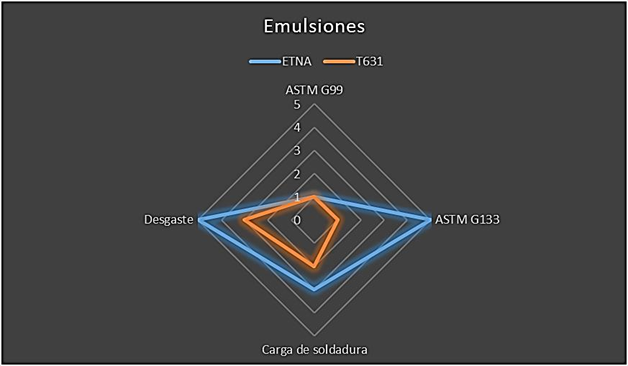 Emulsiones
ETNA T631
ASTM G99
5
4
3
2
1
0
Desgaste
ASTM G133
Carga de soldadura